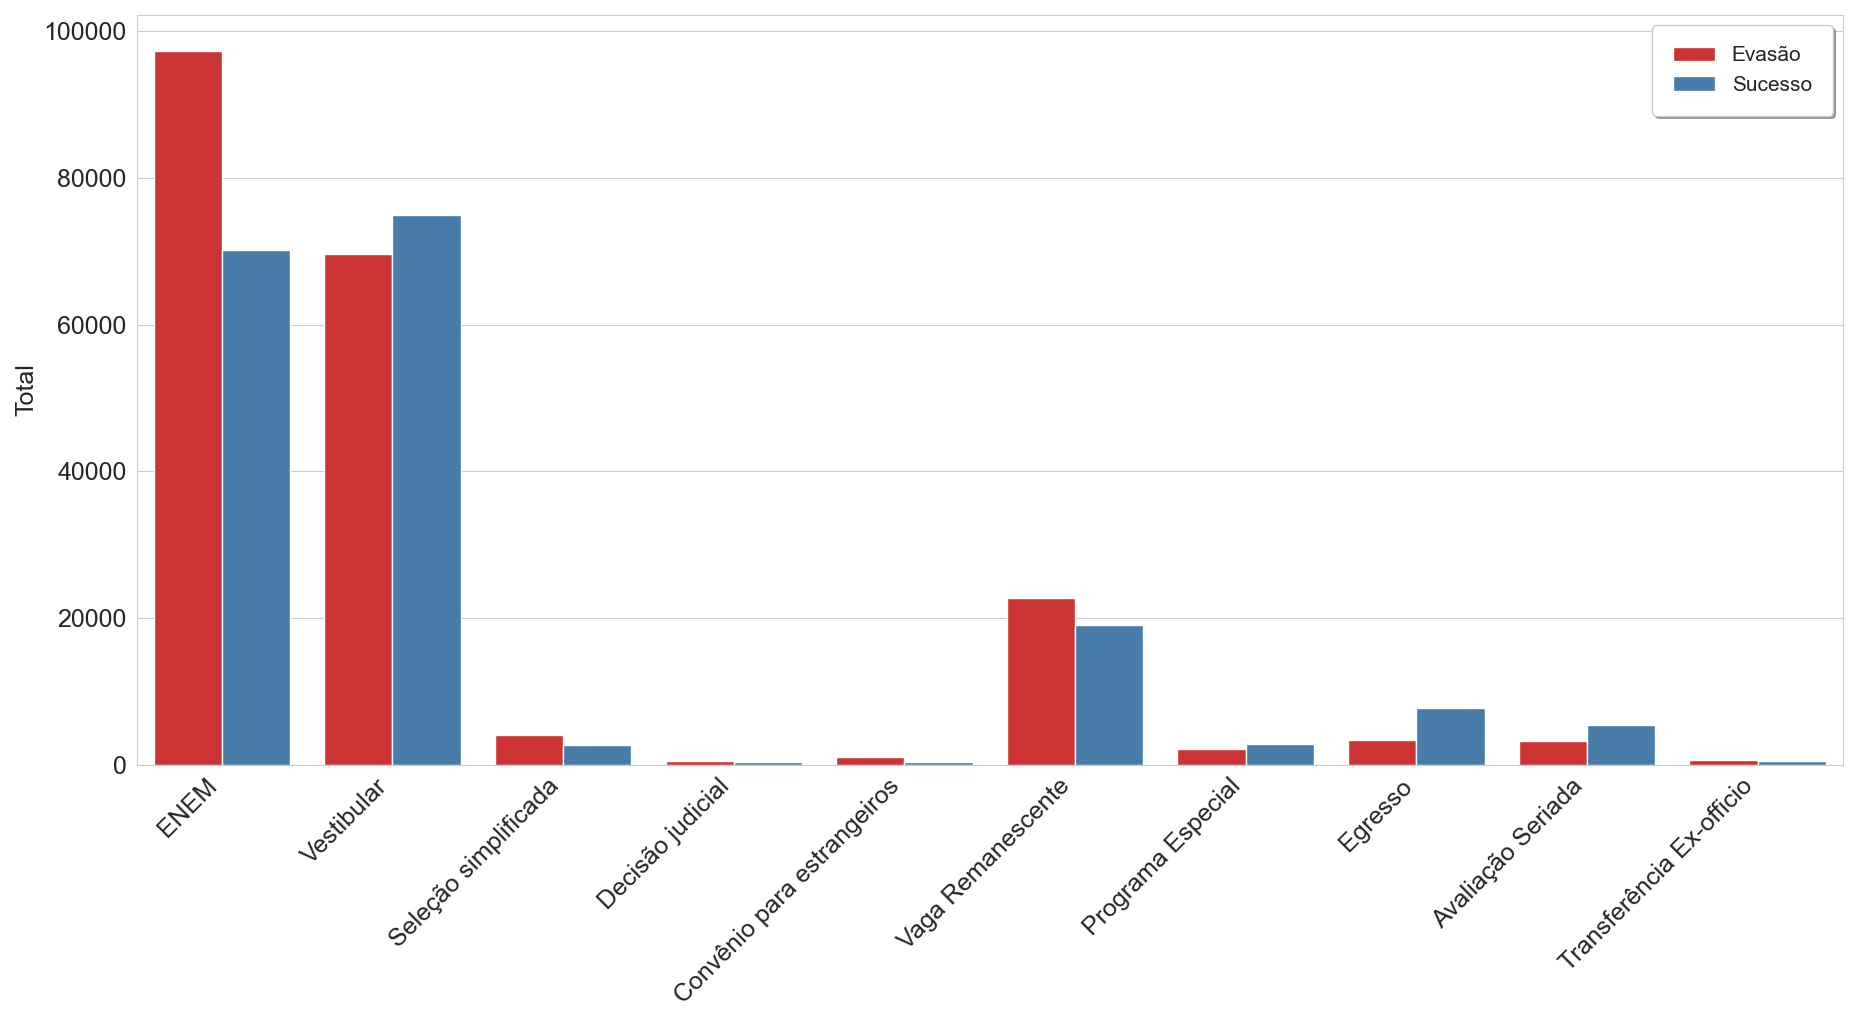 100000
80000
60000
40000
20000
0
Total
Evasão
Sucesso
ENEM
Vestibular
Seleção simplificada
Decisão judicial
Convênio para estrangeiros
Vaga Remanescente
Programa Especial
Egresso
Avaliação Seriada
Transferência Ex-officio